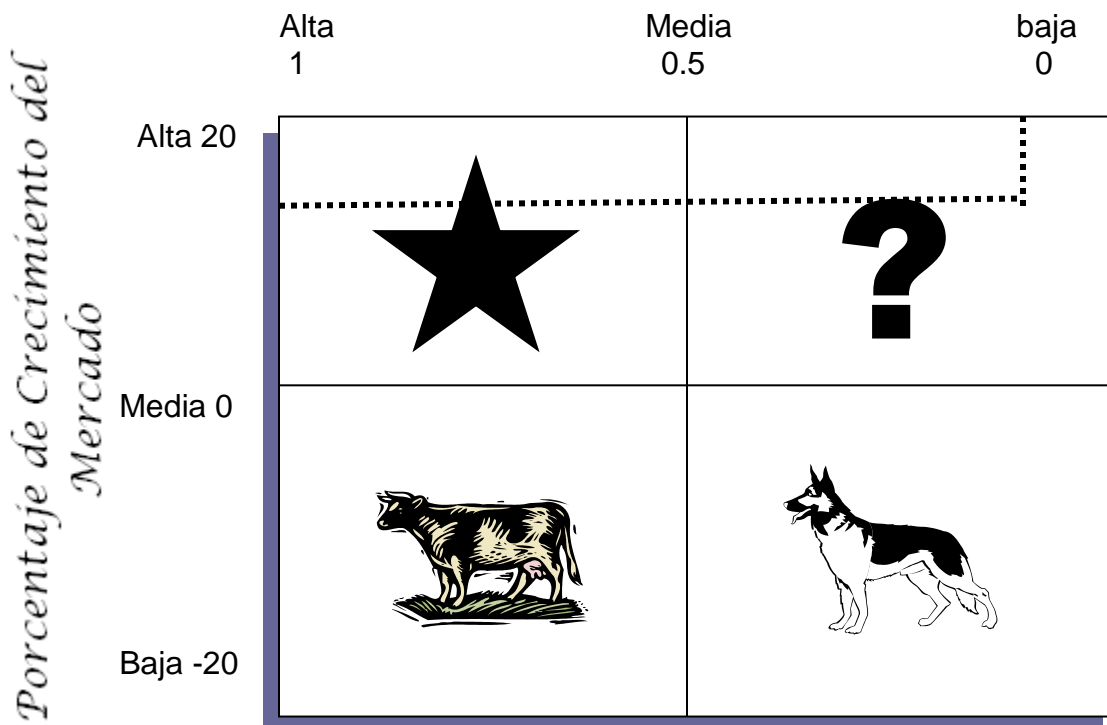 Alta Media baja
1 0.5 0
Porcentaje de Crecimiento del
Mercado
Alta 20
?
Media 0
Baja -20